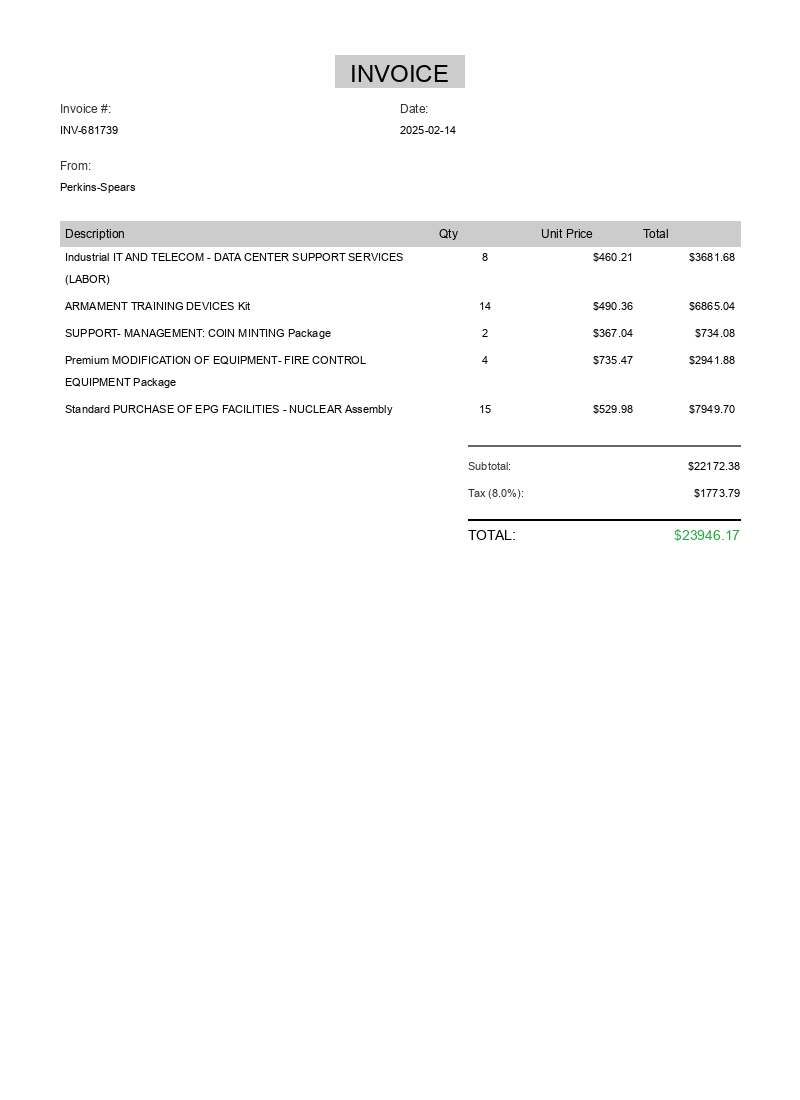 INVOICE
Invoice #: Date:
INV-681739 2025-02-14
From:
Perkins-Spears
Description Qty Unit Price Total
Industrial IT AND TELECOM - DATA CENTER SUPPORT SERVICES 8 $460.21 $3681.68
(LABOR)
ARMAMENT TRAINING DEVICES Kit 14 $490.36 $6865.04
SUPPORT- MANAGEMENT: COIN MINTING Package 2 $367.04 $734.08
Premium MODIFICATION OF EQUIPMENT- FIRE CONTROL 4 $735.47 $2941.88
EQUIPMENT Package
Standard PURCHASE OF EPG FACILITIES - NUCLEAR Assembly 15 $529.98 $7949.70
Subtotal: $22172.38
Tax (8.0%): $1773.79
TOTAL: $23946.17